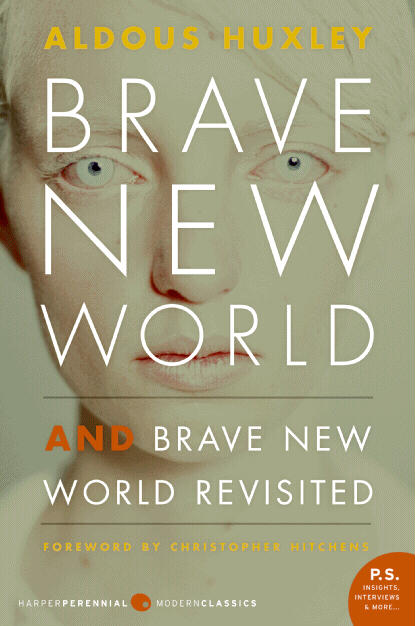 ALDOUS HUXLEY
BRAVE
NEW
WORLD
AND BRAVE NEW
WORLD REVISITED
FOREWORD BY CHRISTOPHER HITCHENS
P.S.
INSIGHTS,
INTERVIEWS
& MORE...
HARPERPERENNIAL MODERNCLASSICS